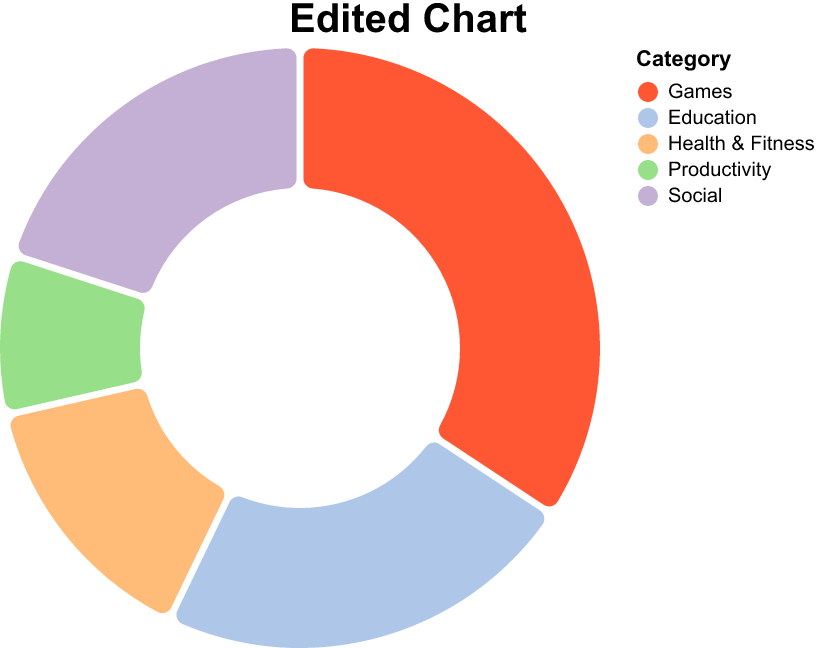 Edited Chart
Category
Games
Education
Health & Fitness
Productivity
Social